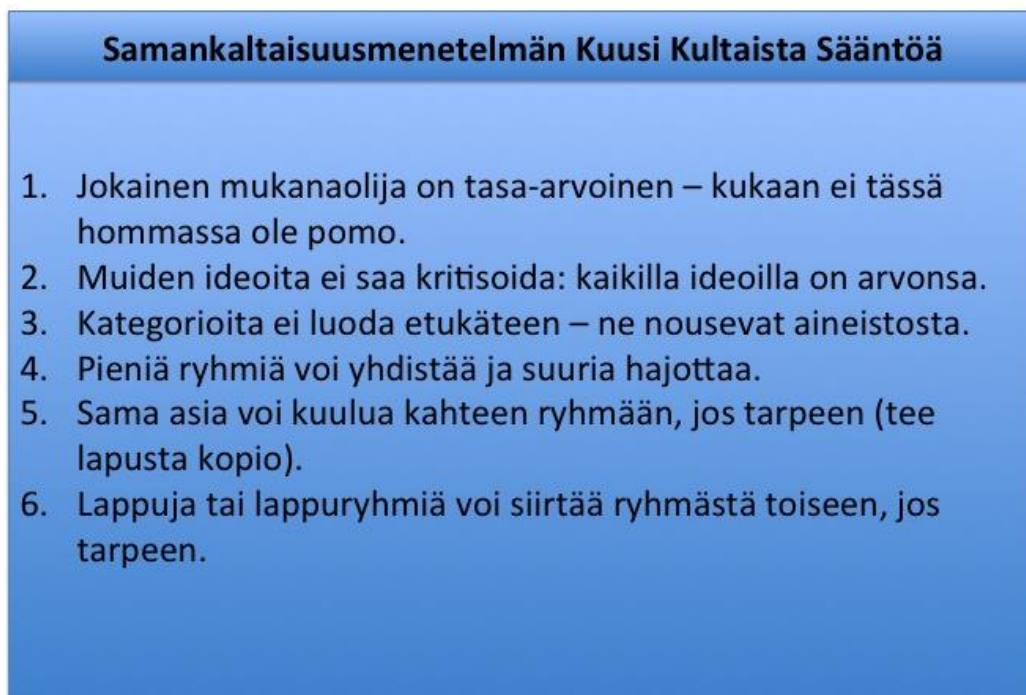 Samankaltaisuusmenetelmän Kuusi Kultaista Sääntöä
1. Jokainen mukanaolija on tasa-arvoinen – kukaan ei tässä
hommassa ole pomo.
2. Muiden ideoita ei saa kritisoida: kaikilla ideoilla on arvonsa.
3. Kategorioita ei luoda etukäteen – ne nousevat aineistosta.
4. Pieniä ryhmiä voi yhdistää ja suuria hajottaa.
5. Sama asia voi kuulua kahteen ryhmään, jos tarpeen (tee
lapusta kopio).
6. Lappuja tai lappuryhmiä voi siirtää ryhmästä toiseen, jos
tarpeen.